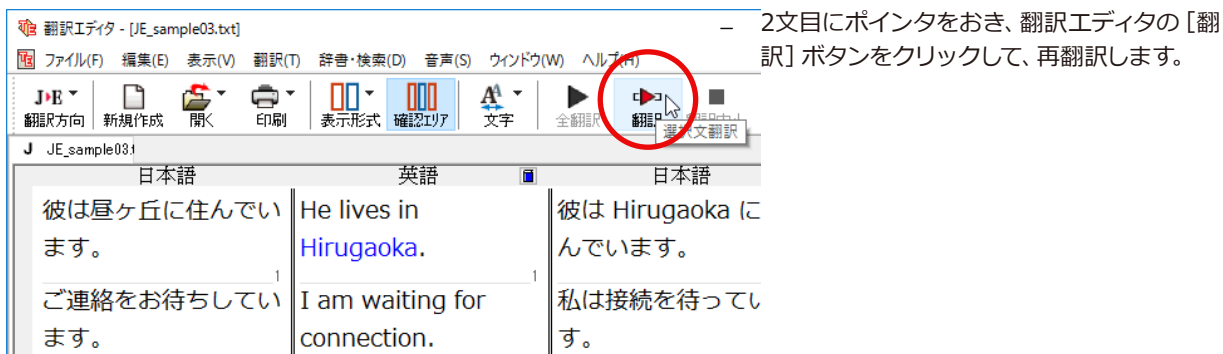 翻訳エディタ - [JE_sample03.txt]
ファイル(F) 編集(E) 表示(V) 翻訳(T) 辞書・検索(D) 音声(S) ウィンドウ(W) ヘルプ(H)
J▸E
翻訳方向 新規作成 開く 印刷 表示形式 確認エリア 文字 全翻訳 翻訳
選択文翻訳
J JE_sample03.t
日本語 英語 日本語
彼は昼ヶ丘に住んでい He lives in 彼は Hirugaoka に
ます。 Hirugaoka. んでいます。
1 1
ご連絡をお待ちしてい I am waiting for 私は接続を待ってい
ます。 connection. す。
2文目にポインタをおき、翻訳エディタの［翻
訳］ボタンをクリックして、再翻訳します。